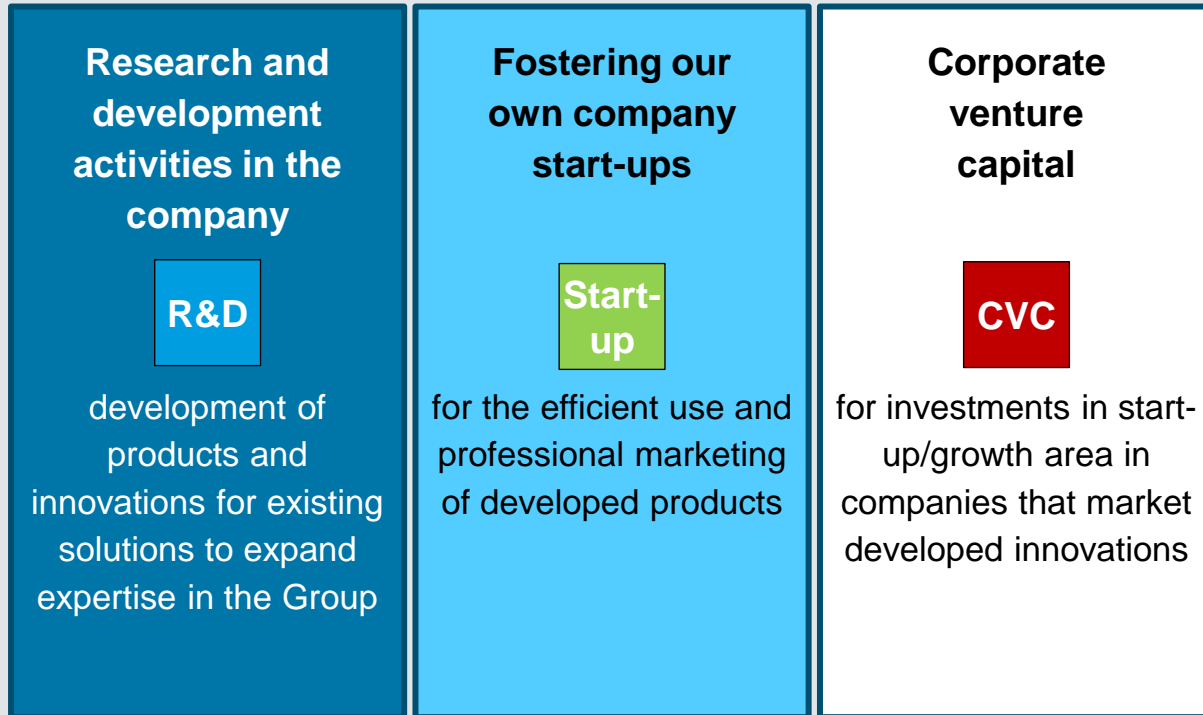 Research and
development
activities in the
company
R&D
development of
products and
innovations for existing
solutions to expand
expertise in the Group
Fostering our
own company
start-ups
Start-
up
for the efficient use and
professional marketing
of developed products
Corporate
venture
capital
CVC
for investments in start-
up/growth area in
companies that market
developed innovations